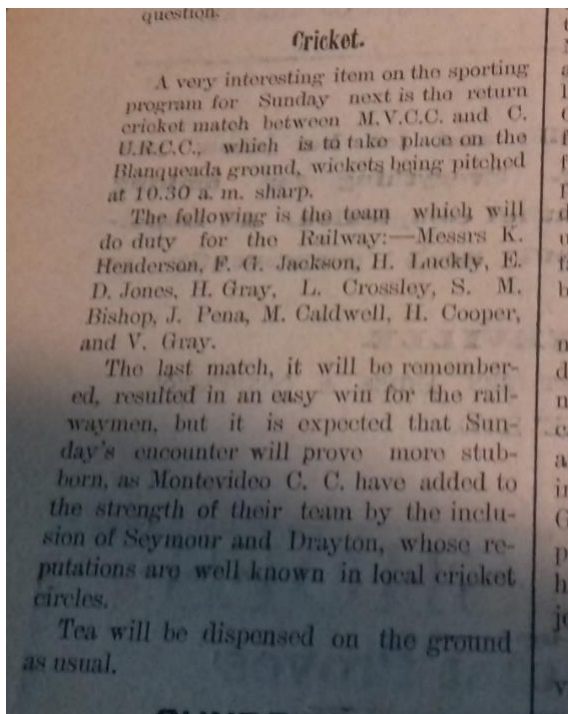 question.
Cricket.
A very interesting item on the sporting
program for Sunday next is the return
cricket match between M.V.C.C. and C.
U.R.C.C., which is to take place on the
Blanqueada ground, wickets being pitched
at 10.30 a. m. sharp.
The following is the team which will
do duty for the Railway:—Messrs K.
Henderson, F. G. Jackson, H. Luckly, E.
D. Jones, H. Gray, L. Crossley, S. M.
Bishop, J. Pena, M. Caldwell, H. Cooper,
and V. Gray.
The last match, it will be remember-
ed, resulted in an easy win for the rail-
waymen, but it is expected that Sun-
day's encounter will prove more stub-
born, as Montevideo C. C. have added to
the strength of their team by the inclu-
sion of Seymour and Drayton, whose re-
putations are well-known in local cricket
circles.
Tea will be dispensed on the ground
as usual.